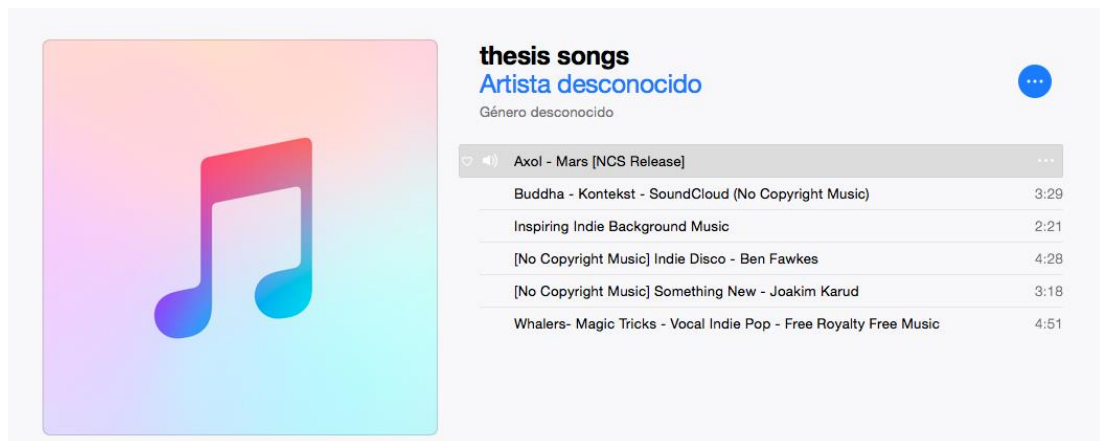 thesis songs
Artista desconocido
Género desconocido
Axol - Mars [NCS Release]
Buddha - Kontekst - SoundCloud (No Copyright Music) 3:29
Inspiring Indie Background Music 2:21
[No Copyright Music] Indie Disco - Ben Fawkes 4:28
[No Copyright Music] Something New - Joakim Karud 3:18
Whalers- Magic Tricks - Vocal Indie Pop - Free Royalty Free Music 4:51